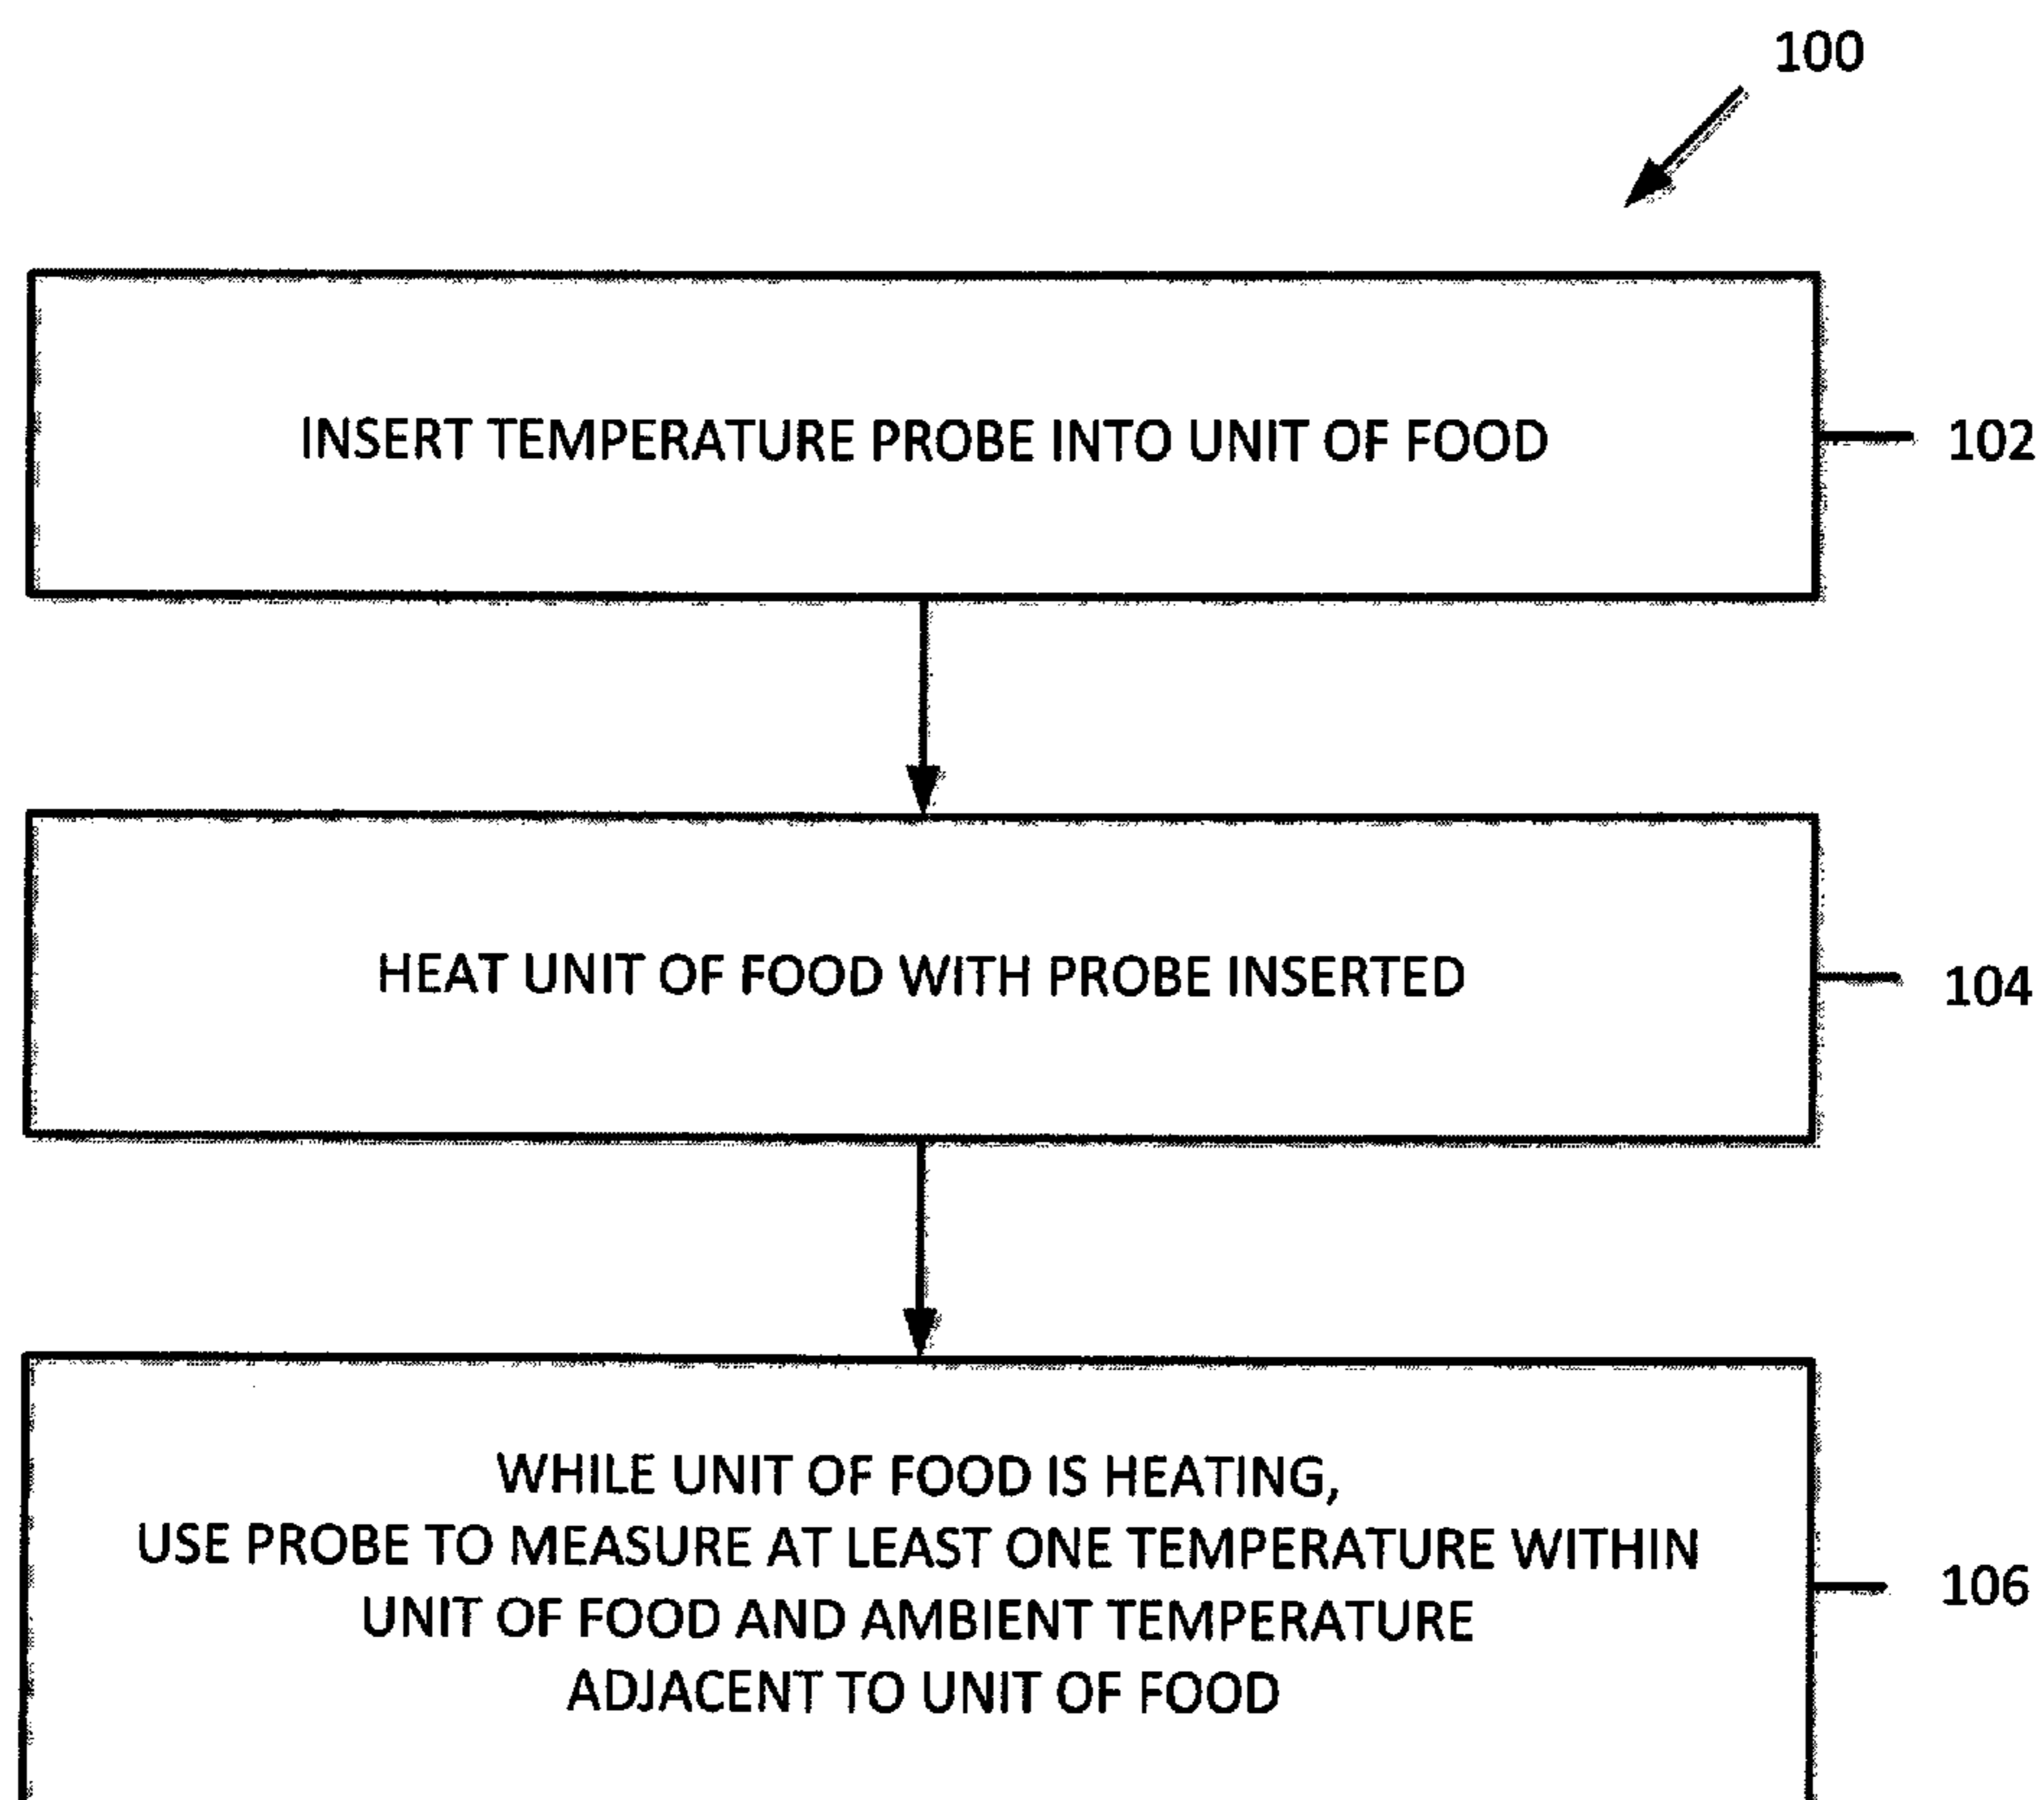 100
INSERT TEMPERATURE PROBE INTO UNIT OF FOOD
102
HEAT UNIT OF FOOD WITH PROBE INSERTED
104
WHILE UNIT OF FOOD IS HEATING,
USE PROBE TO MEASURE AT LEAST ONE TEMPERATURE WITHIN
UNIT OF FOOD AND AMBIENT TEMPERATURE
ADJACENT TO UNIT OF FOOD
106